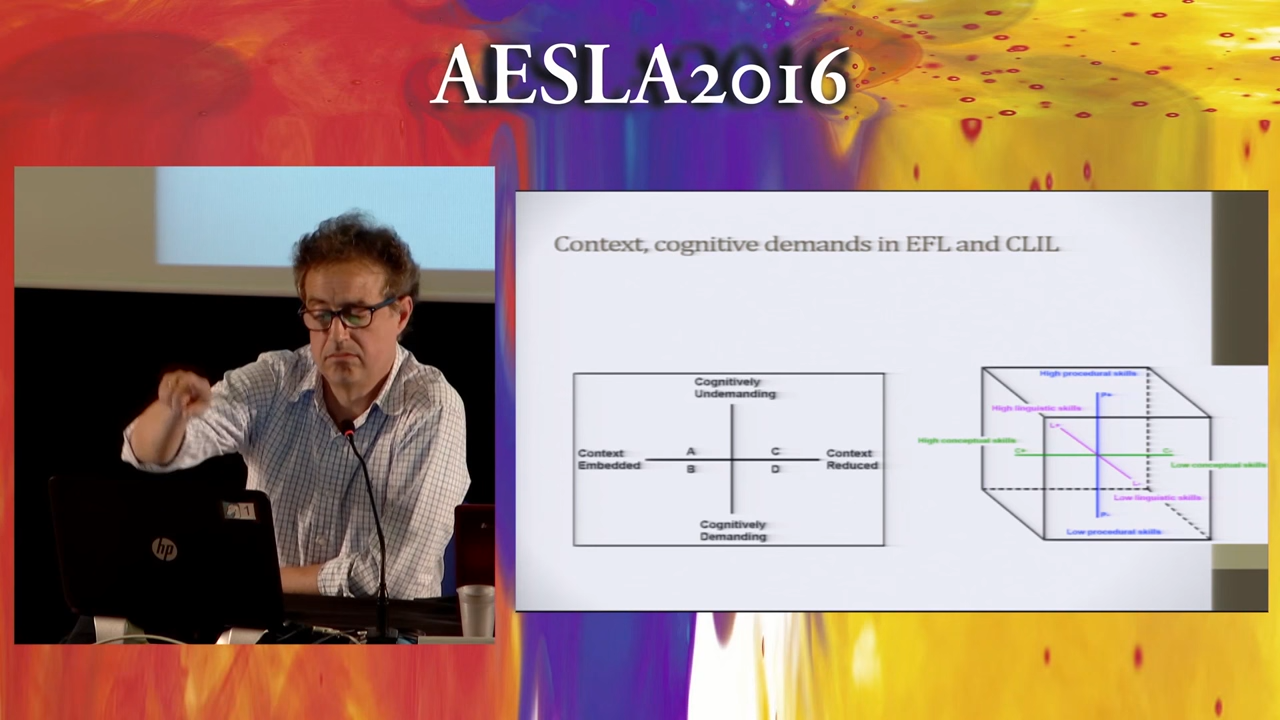 AESLA2016
Context, cognitive demands in EFL and CLIL
Cognitively
Undemanding
Context
Embedded
A
C
B
D
Context
Reduced
Cognitively
Demanding
High procedural skills
P+
High linguistic skills
L+
High conceptual skills
C+
C-
Low conceptual skills
L-
Low linguistic skills
P-
Low procedural skills
hp
1